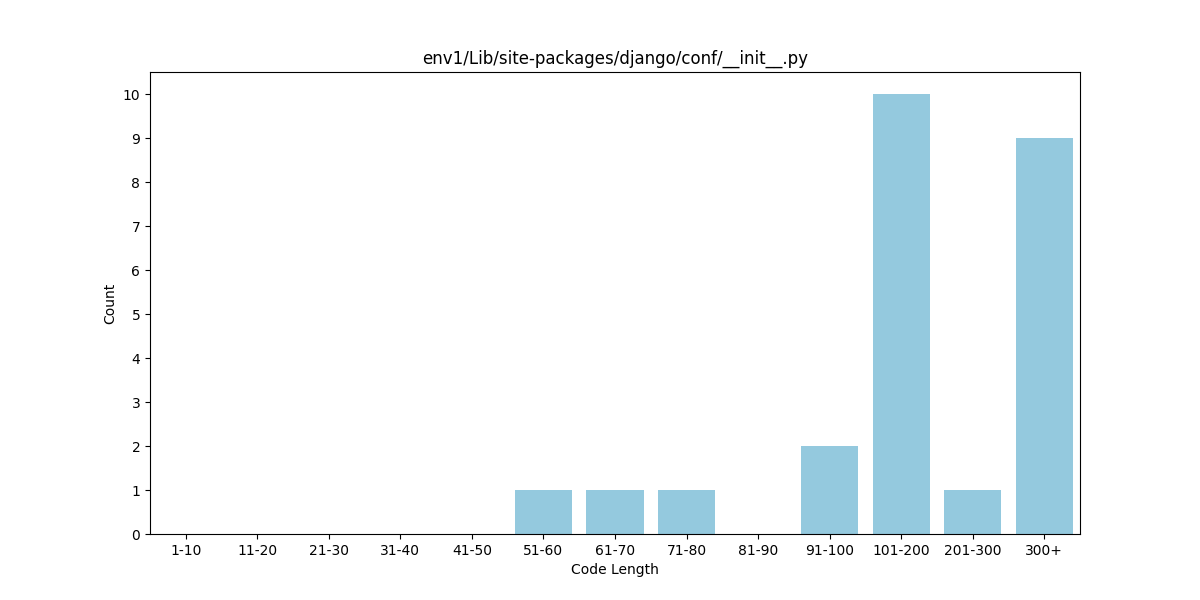 env1/Lib/site-packages/django/conf/__init__.py
10
9
8
7
6
5
4
3
2
1
0
Count
1-10 11-20 21-30 31-40 41-50 51-60 61-70 71-80 81-90 91-100 101-200 201-300 300+
Code Length